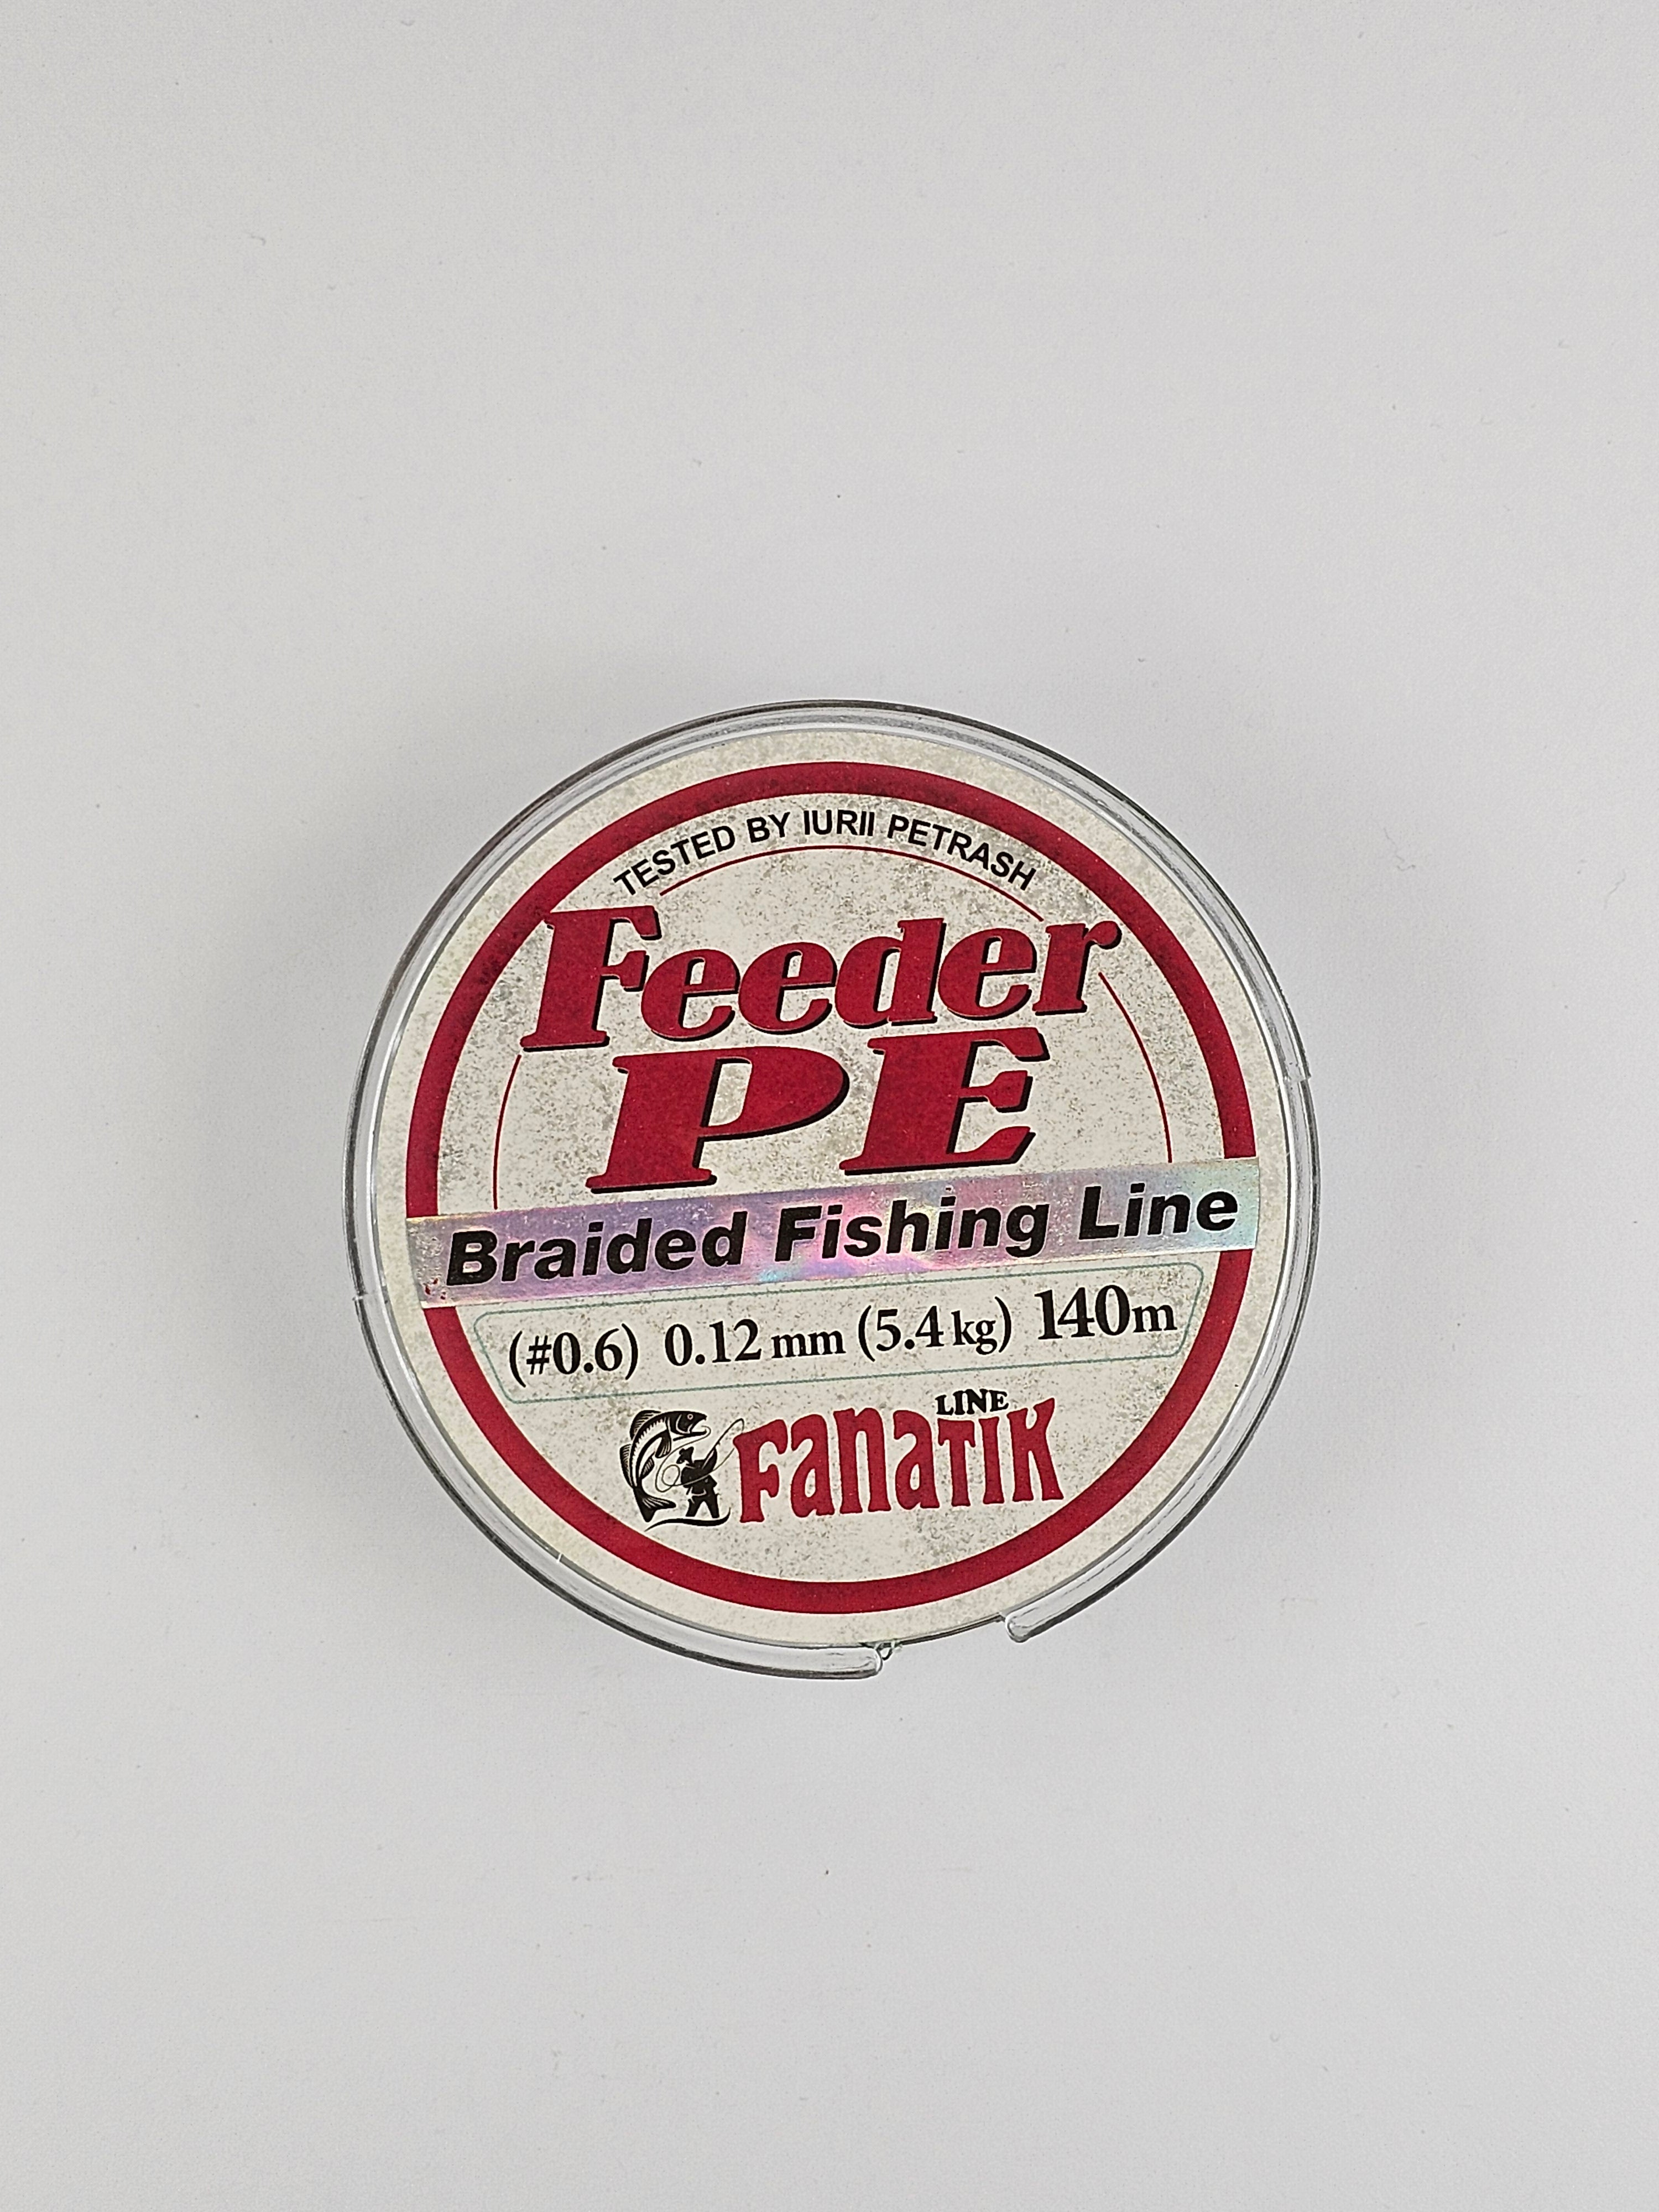 TESTED BY IURII PETRASH
Feeder
PE
Braided Fishing Line
(#0.6) 0.12 mm (5.4 kg) 140m
LINE
FanaTIK